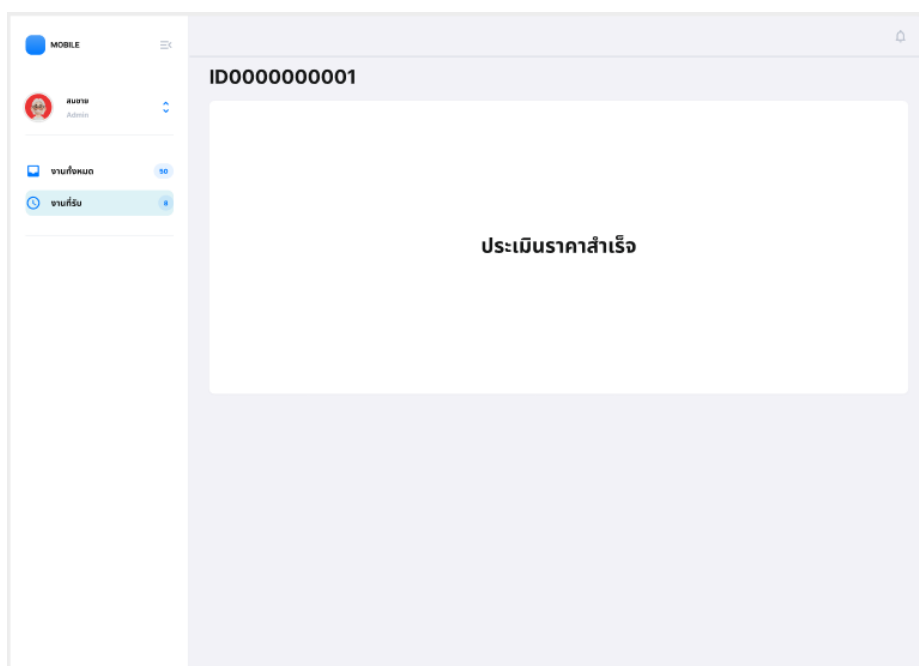 MOBILE
สมชาย
Admin
งานทั้งหมด
งานที่รับ
ID0000000001
ประเมินราคาสำเร็จ